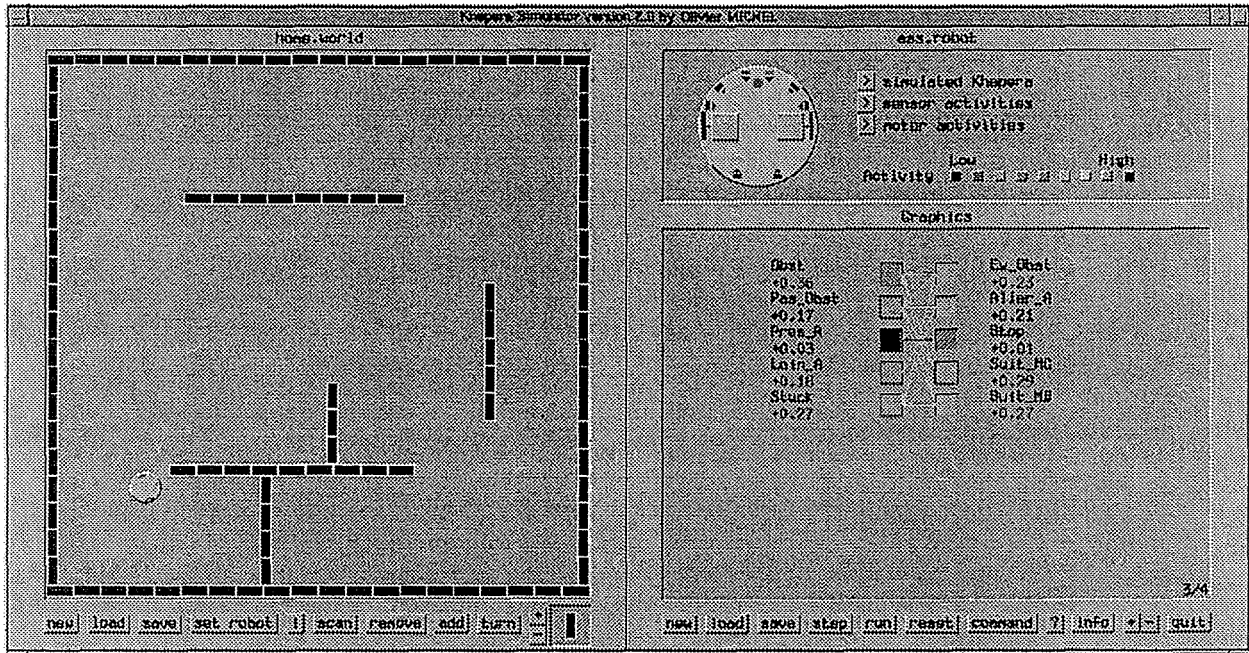 Khepera Simulator version 2.0 by Olivier MICHEL
home.world
ass.robot
> simulated Khepera
> sensor activities
> motor activities
Low High
Activity
Graphics
Obst Ev_Obst
+0.36 +0.23
Pas_Obst Aller_A
+0.17 +0.21
Pres_A Stop
+0.03 +0.01
Loin_A Suit_MG
+0.18 +0.29
Stuck
+0.27 +0.27
3/4
new load save set robot ! scan remove add turn + -
new load save step run reset command ? info + - quit